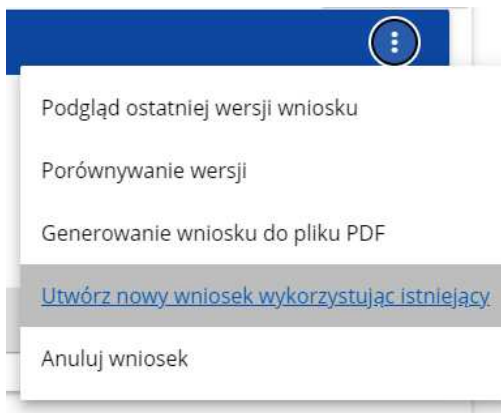 Podgląd ostatniej wersji wniosku
Porównywanie wersji
Generowanie wniosku do pliku PDF
Utwórz nowy wniosek wykorzystując istniejący
Anuluj wniosek